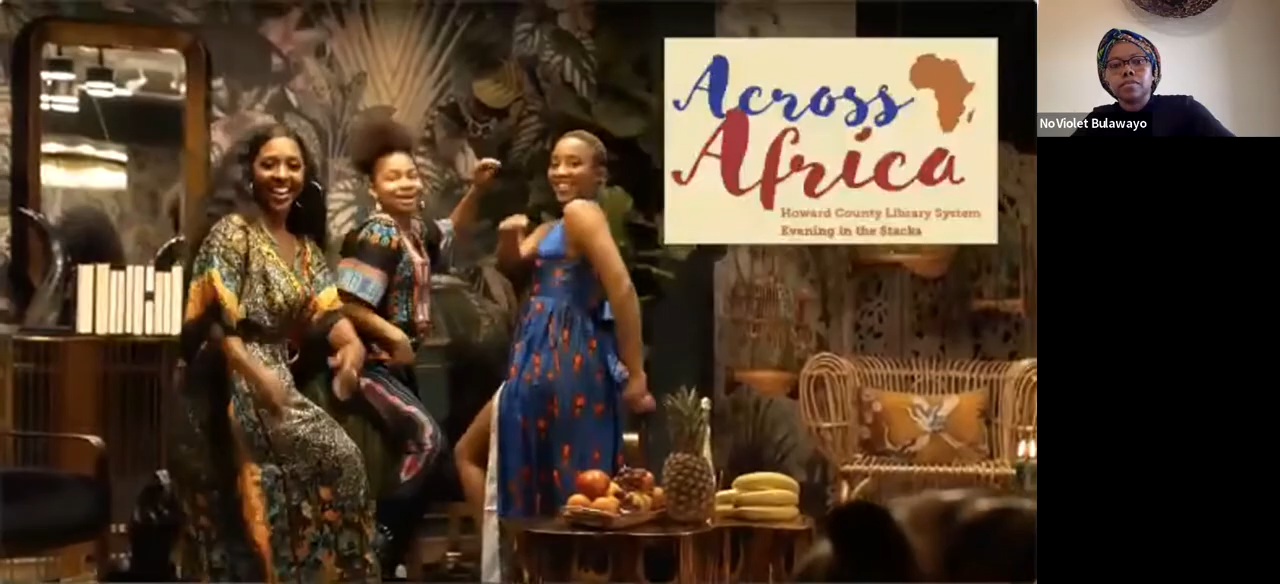 Across
Africa
Howard County Library System
Evening in the Stacks
NoViolet Bulawayo